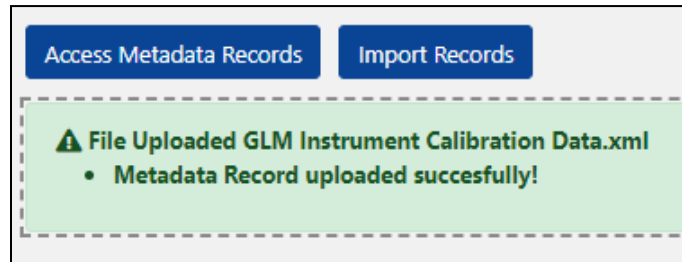 Access Metadata Records Import Records
File Uploaded GLM Instrument Calibration Data.xml
• Metadata Record uploaded succesfully!